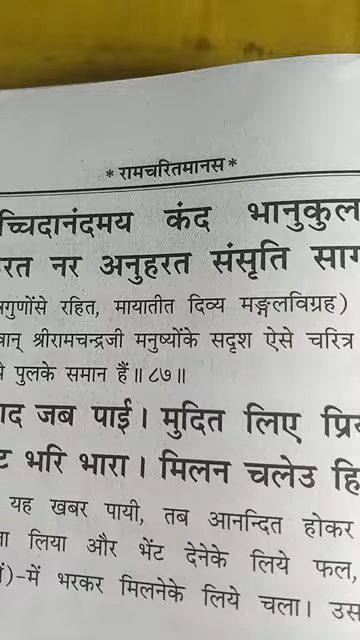 * रामचरितमानस *
च्चिदानंदमय कंद भानुकुल
रत नर अनुहरत संसृति साग
गुणोंसे रहित, मायातीत दिव्य मङ्गलविग्रह)
वान् श्रीरामचन्द्रजी मनुष्योंके सदृश ऐसे चरित्र
पुलके समान हैं॥ ८७॥
ाद जब पाई। मुदित लिए प्रि
ट भरि भारा। मिलन चलेउ हि
यह खबर पायी, तब आनन्दित होकर
ा लिया और भेंट देनेके लिये फल,
)-में भरकर मिलनेके लिये चला। उस